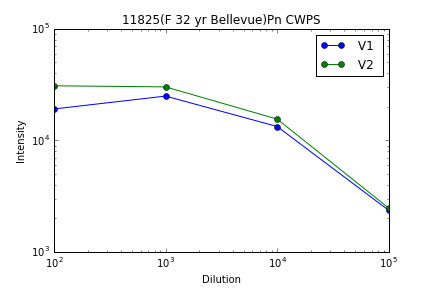 11825(F 32 yr Bellevue)Pn CWPS
10^5
V1
V2
10^4
Intensity
10^3
10^2 10^3 10^4 10^5
Dilution